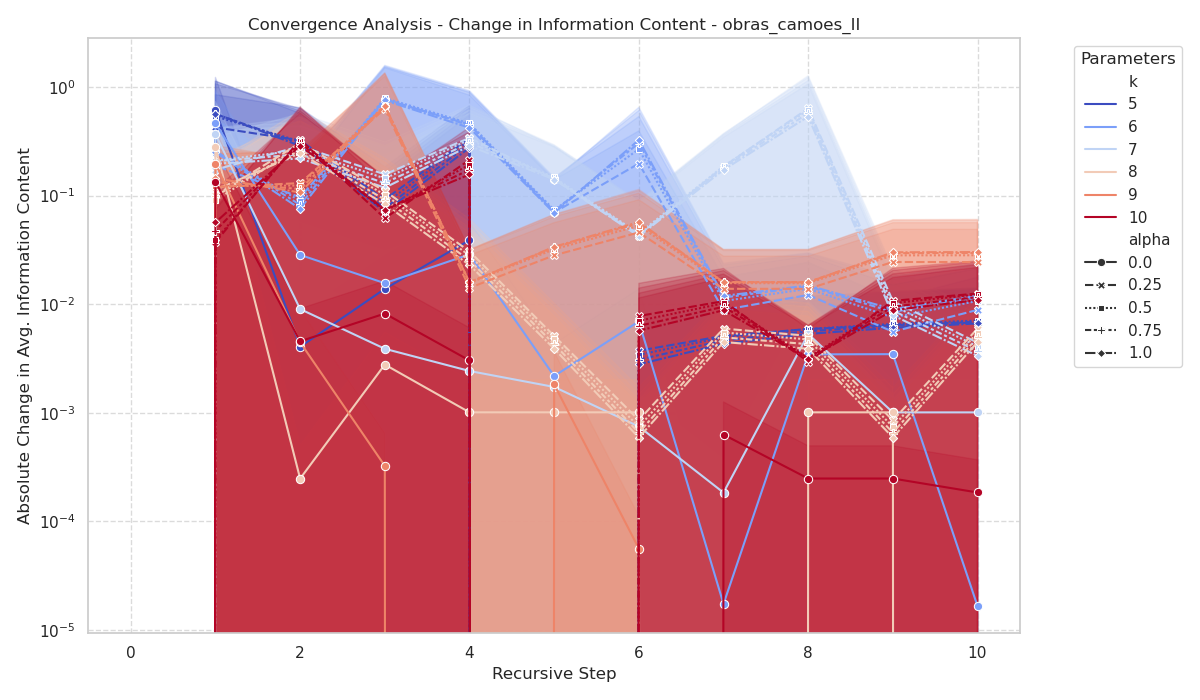 Convergence Analysis - Change in Information Content - obras_camoes_II
Absolute Change in Avg. Information Content
10⁰
10⁻¹
10⁻²
10⁻³
10⁻⁴
10⁻⁵
0 2 4 6 8 10
Recursive Step
Parameters
k
5
6
7
8
9
10
alpha
0.0
0.25
0.5
0.75
1.0